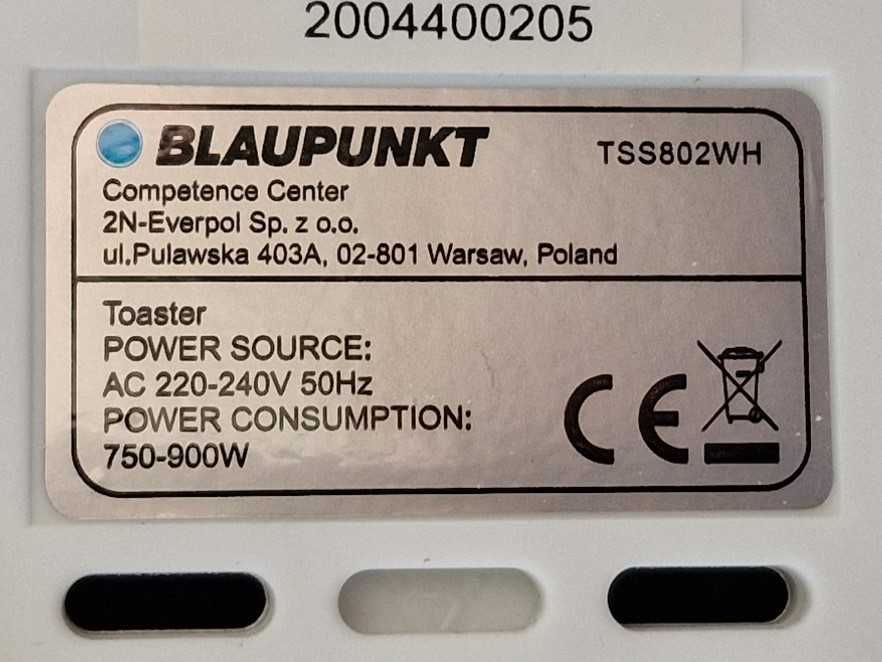 2004400205
BLAUPUNKT TSS802WH
Competence Center
2N-Everpol Sp. z o.o.
ul.Pulawska 403A, 02-801 Warsaw, Poland
Toaster
POWER SOURCE:
AC 220-240V 50Hz
POWER CONSUMPTION:
750-900W
CE